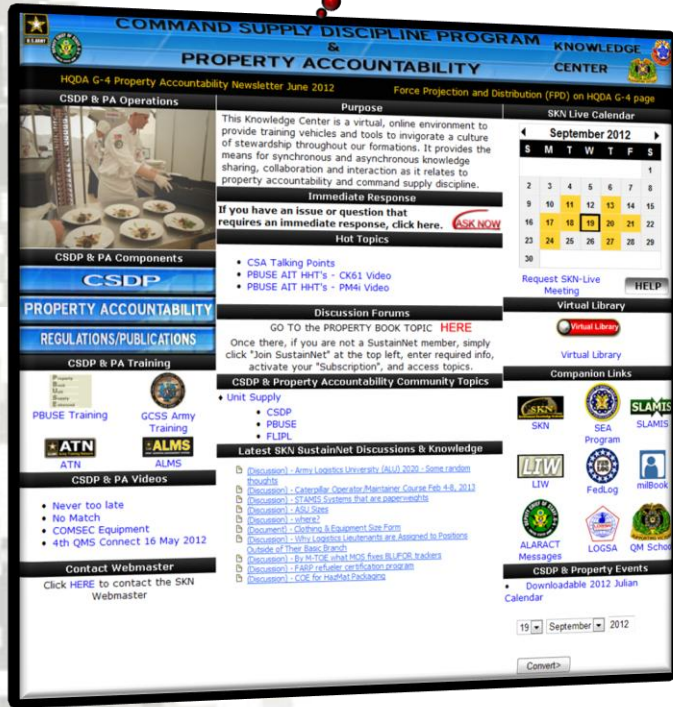 COMMAND SUPPLY DISCIPLINE PROGRAM
&
PROPERTY ACCOUNTABILITY
KNOWLEDGE
CENTER
U.S.ARMY
HQDA G-4 Property Accountability Newsletter June 2012
Force Projection and Distribution (FPD) on HQDA G-4 page
CSDP & PA Operations
CSDP & PA Components
CSDP
PROPERTY ACCOUNTABILITY
REGULATIONS/PUBLICATIONS
CSDP & PA Training
Property
Book
Unit
Supply
Enhanced
PBUSE Training
GCSS Army
Training
ATN
ALMS
ATN
ALMS
CSDP & PA Videos
• Never too late
• No Match
• COMSEC Equipment
• 4th QMS Connect 16 May 2012
Contact Webmaster
Click HERE to contact the SKN
Webmaster
Purpose
This Knowledge Center is a virtual, online environment to
provide training vehicles and tools to invigorate a culture
of stewardship throughout our formations. It provides the
means for synchronous and asynchronous knowledge
sharing, collaboration and interaction as it relates to
property accountability and command supply discipline.
Immediate Response
If you have an issue or question that
requires an immediate response, click here.
ASK NOW
Hot Topics
• CSA Talking Points
• PBUSE AIT HHT's - CK61 Video
• PBUSE AIT HHT's - PM4i Video
Discussion Forums
GO TO the PROPERTY BOOK TOPIC HERE
Once there, if you are not a SustainNet member, simply
click "Join SustainNet" at the top left, enter required info,
activate your "Subscription", and access topics.
CSDP & Property Accountability Community Topics
♦ Unit Supply
• CSDP
• PBUSE
• FLIPL
Latest SKN SustainNet Discussions & Knowledge
(Discussion) - Army Logistics University (ALU) 2020 - Some random
thoughts
(Discussion) - Caterpillar Operator/Maintainer Course Feb 4-8, 2013
(Discussion) - STAMIS Systems that are paperweights
(Discussion) - ASU Sizes
(Discussion) - where?
(Document) - Clothing & Equipment Size Form
(Discussion) - Why Logistics Lieutenants are Assigned to Positions
Outside of Their Basic Branch
(Discussion) - By M-TOE what MOS fixes BLUFOR trackers
(Discussion) - FARP refueler certification program
(Discussion) - COE for HazMat Packaging
SKN Live Calendar
September 2012
S M T W T F S
1
2 3 4 5 6 7 8
9 10 11 12 13 14 15
16 17 18 19 20 21 22
23 24 25 26 27 28 29
30
Request SKN-Live
Meeting
HELP
Virtual Library
Virtual Library
Virtual Library
Companion Links
SKN
SLAMIS
SKN
SEA
Program
SLAMIS
LIW
LIW
FedLog
milBook
ALARACT
Messages
LOGSA
QM School
CSDP & Property Events
• Downloadable 2012 Julian
Calendar
19 September 2012
Convert>